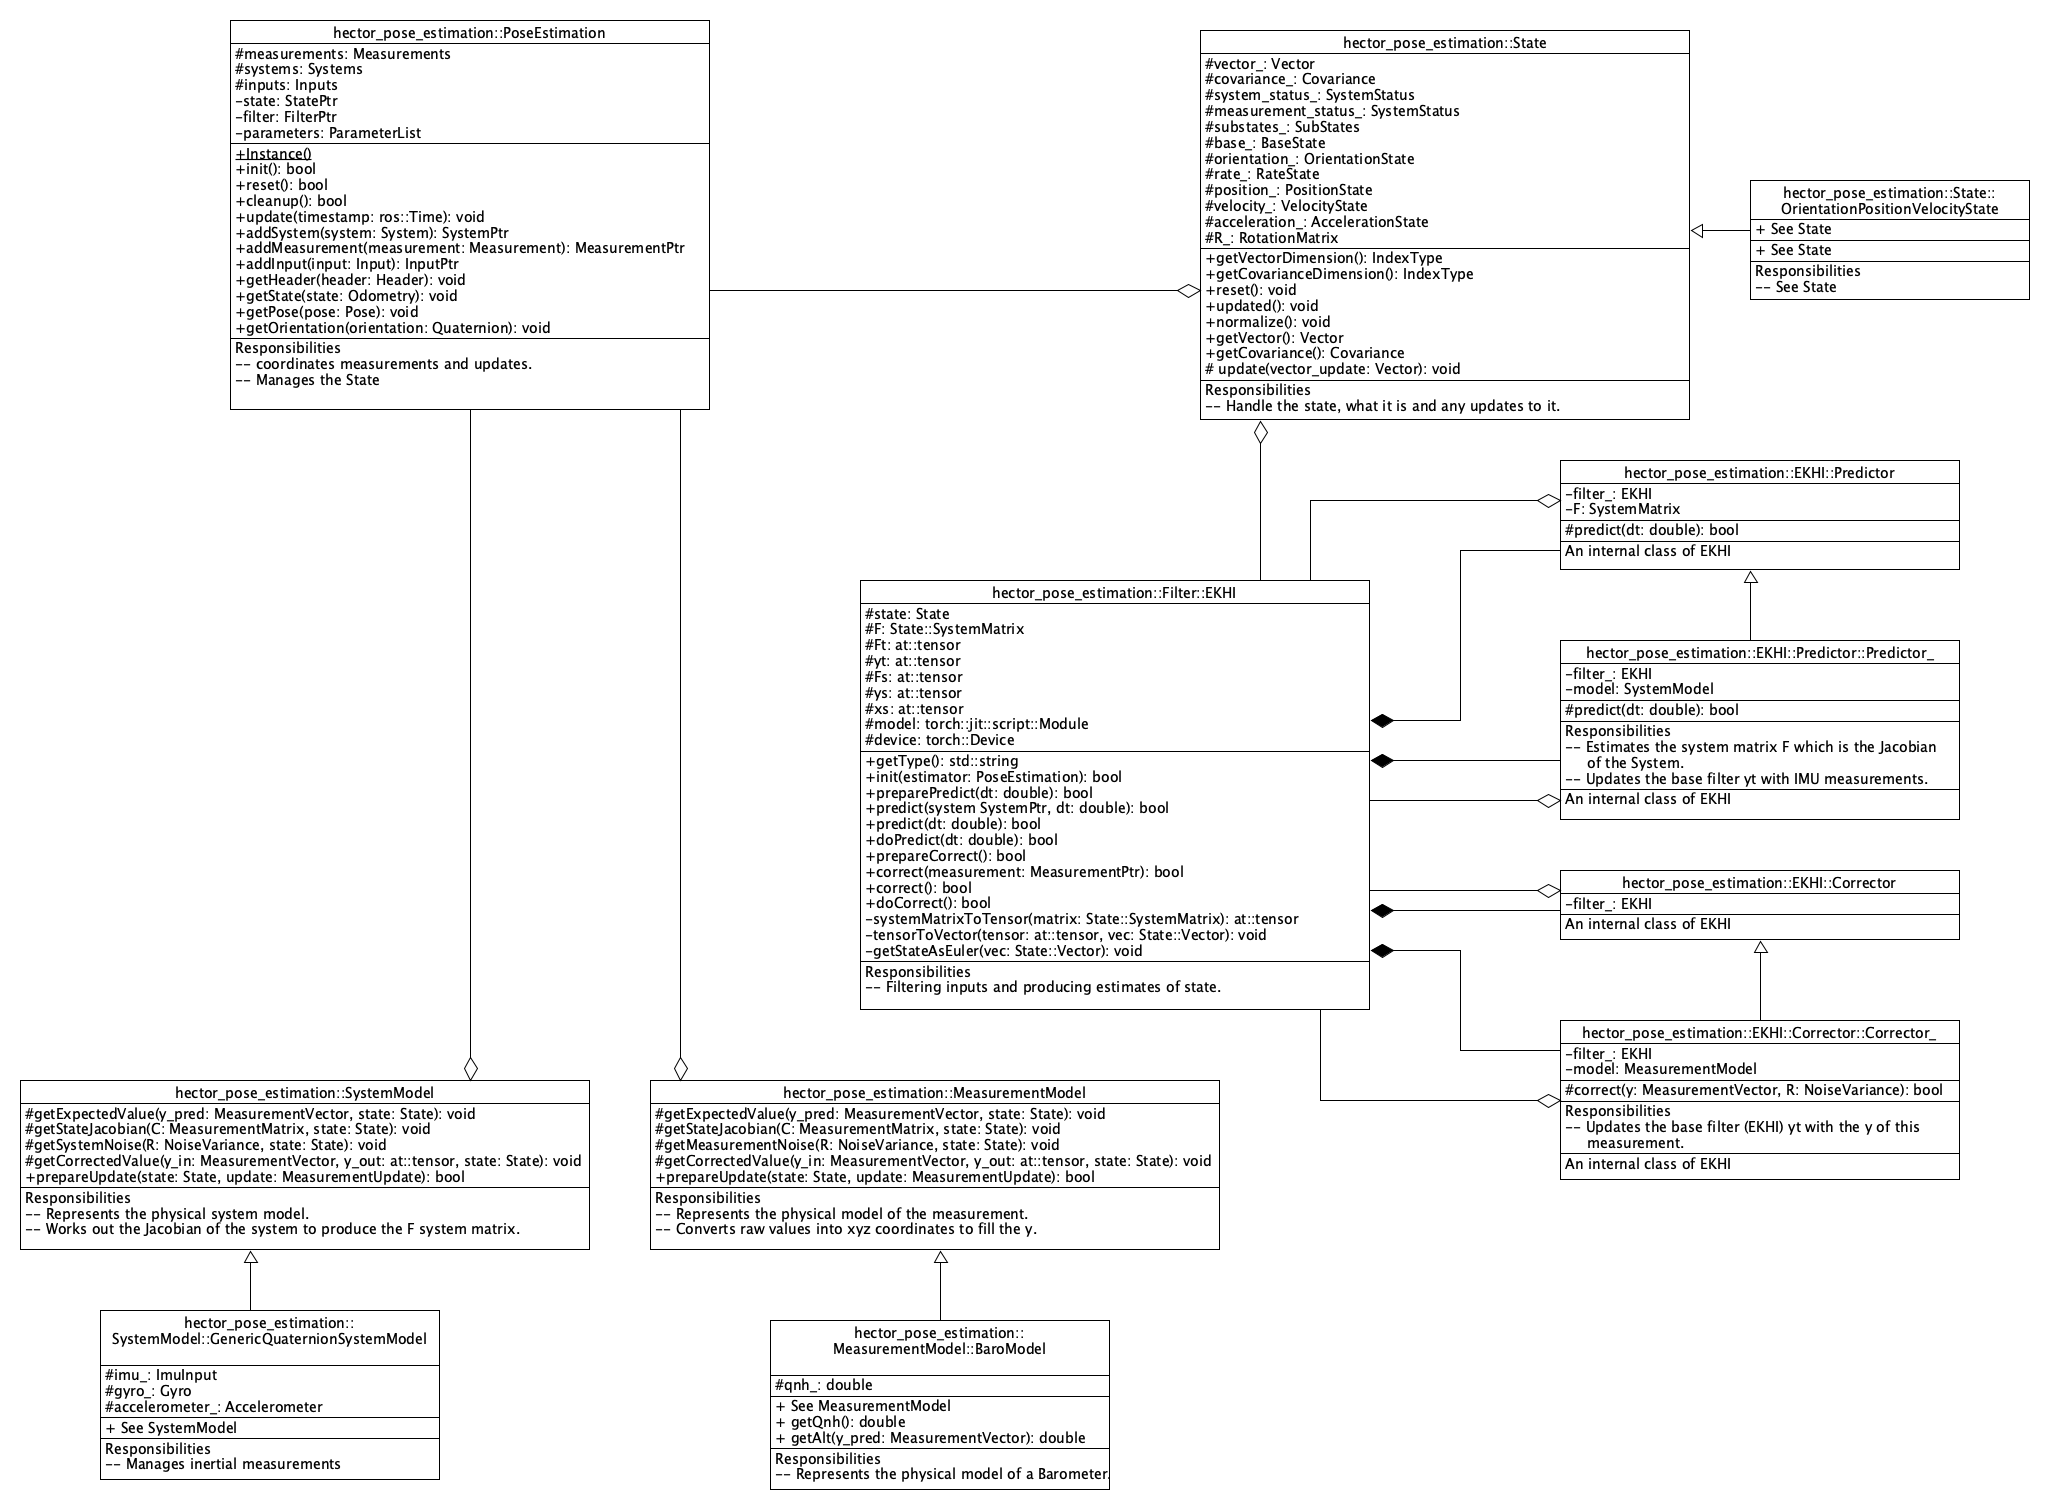 hector_pose_estimation::PoseEstimation
#measurements: Measurements
#systems: Systems
#inputs: Inputs
-state: StatePtr
-filter: FilterPtr
-parameters: ParameterList
+Instance()
+init(): bool
+reset(): bool
+cleanup(): bool
+update(timestamp: ros::Time): void
+addSystem(system: System): SystemPtr
+addMeasurement(measurement: Measurement): MeasurementPtr
+addInput(input: Input): InputPtr
+getHeader(header: Header): void
+getState(state: Odometry): void
+getPose(pose: Pose): void
+getOrientation(orientation: Quaternion): void
Responsibilities
-- coordinates measurements and updates.
-- Manages the State
hector_pose_estimation::State
#vector_: Vector
#covariance_: Covariance
#system_status_: SystemStatus
#measurement_status_: SystemStatus
#substates_: SubStates
#base_: BaseState
#orientation_: OrientationState
#rate_: RateState
#position_: PositionState
#velocity_: VelocityState
#acceleration_: AccelerationState
#R_: RotationMatrix
+getVectorDimension(): IndexType
+getCovarianceDimension(): IndexType
+reset(): void
+updated(): void
+normalize(): void
+getVector(): Vector
+getCovariance(): Covariance
# update(vector_update: Vector): void
Responsibilities
-- Handle the state, what it is and any updates to it.
hector_pose_estimation::State::
OrientationPositionVelocityState
+ See State
+ See State
Responsibilities
-- See State
hector_pose_estimation::EKHI::Predictor
-filter_: EKHI
-F: SystemMatrix
#predict(dt: double): bool
An internal class of EKHI
hector_pose_estimation::Filter::EKHI
#state: State
#F: State::SystemMatrix
#Ft: at::tensor
#yt: at::tensor
#Fs: at::tensor
#ys: at::tensor
#xs: at::tensor
#model: torch::jit::script::Module
#device: torch::Device
+getType(): std::string
+init(estimator: PoseEstimation): bool
+preparePredict(dt: double): bool
+predict(system SystemPtr, dt: double): bool
+predict(dt: double): bool
+doPredict(dt: double): bool
+prepareCorrect(): bool
+correct(measurement: MeasurementPtr): bool
+correct(): bool
+doCorrect(): bool
-systemMatrixToTensor(matrix: State::SystemMatrix): at::tensor
-tensorToVector(tensor: at::tensor, vec: State::Vector): void
-getStateAsEuler(vec: State::Vector): void
Responsibilities
-- Filtering inputs and producing estimates of state.
hector_pose_estimation::EKHI::Predictor::Predictor_
-filter_: EKHI
-model: SystemModel
#predict(dt: double): bool
Responsibilities
-- Estimates the system matrix F which is the Jacobian
of the System.
-- Updates the base filter yt with IMU measurements.
An internal class of EKHI
hector_pose_estimation::EKHI::Corrector
-filter_: EKHI
An internal class of EKHI
hector_pose_estimation::EKHI::Corrector::Corrector_
-filter_: EKHI
-model: MeasurementModel
#correct(y: MeasurementVector, R: NoiseVariance): bool
Responsibilities
-- Updates the base filter (EKHI) yt with the y of this
measurement.
An internal class of EKHI
hector_pose_estimation::SystemModel
#getExpectedValue(y_pred: MeasurementVector, state: State): void
#getStateJacobian(C: MeasurementMatrix, state: State): void
#getSystemNoise(R: NoiseVariance, state: State): void
#getCorrectedValue(y_in: MeasurementVector, y_out: at::tensor, state: State): void
+prepareUpdate(state: State, update: MeasurementUpdate): bool
Responsibilities
-- Represents the physical system model.
-- Works out the Jacobian of the system to produce the F system matrix.
hector_pose_estimation::MeasurementModel
#getExpectedValue(y_pred: MeasurementVector, state: State): void
#getStateJacobian(C: MeasurementMatrix, state: State): void
#getMeasurementNoise(R: NoiseVariance, state: State): void
#getCorrectedValue(y_in: MeasurementVector, y_out: at::tensor, state: State): void
+prepareUpdate(state: State, update: MeasurementUpdate): bool
Responsibilities
-- Represents the physical model of the measurement.
-- Converts raw values into xyz coordinates to fill the y.
hector_pose_estimation::
SystemModel::GenericQuaternionSystemModel
#imu_: ImuInput
#gyro_: Gyro
#accelerometer_: Accelerometer
+ See SystemModel
Responsibilities
-- Manages inertial measurements
hector_pose_estimation::
MeasurementModel::BaroModel
#qnh_: double
+ See MeasurementModel
+ getQnh(): double
+ getAlt(y_pred: MeasurementVector): double
Responsibilities
-- Represents the physical model of a Barometer.